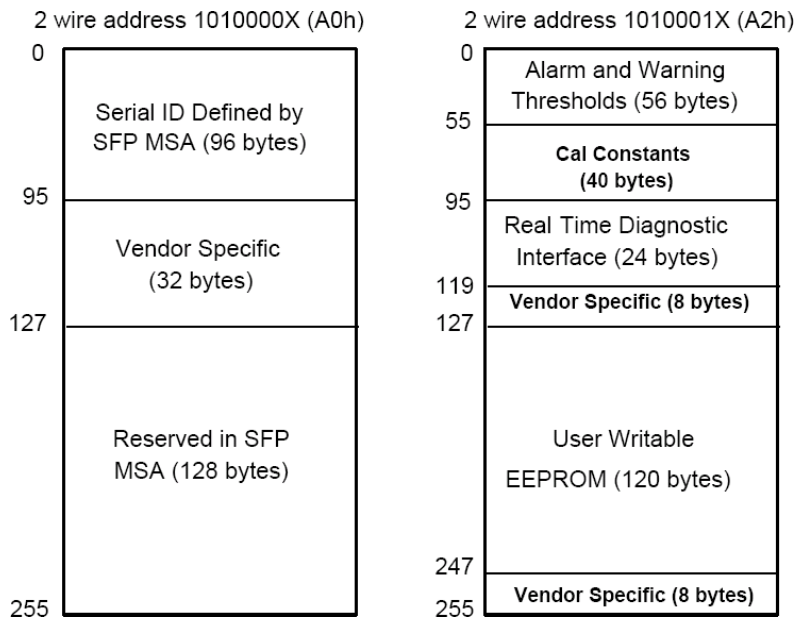 2 wire address 1010000X (A0h)
0
Serial ID Defined by
SFP MSA (96 bytes)
95
Vendor Specific
(32 bytes)
127
Reserved in SFP
MSA (128 bytes)
255
2 wire address 1010001X (A2h)
0
Alarm and Warning
Thresholds (56 bytes)
55
Cal Constants
(40 bytes)
95
Real Time Diagnostic
Interface (24 bytes)
119
Vendor Specific (8 bytes)
127
User Writable
EEPROM (120 bytes)
247
Vendor Specific (8 bytes)
255